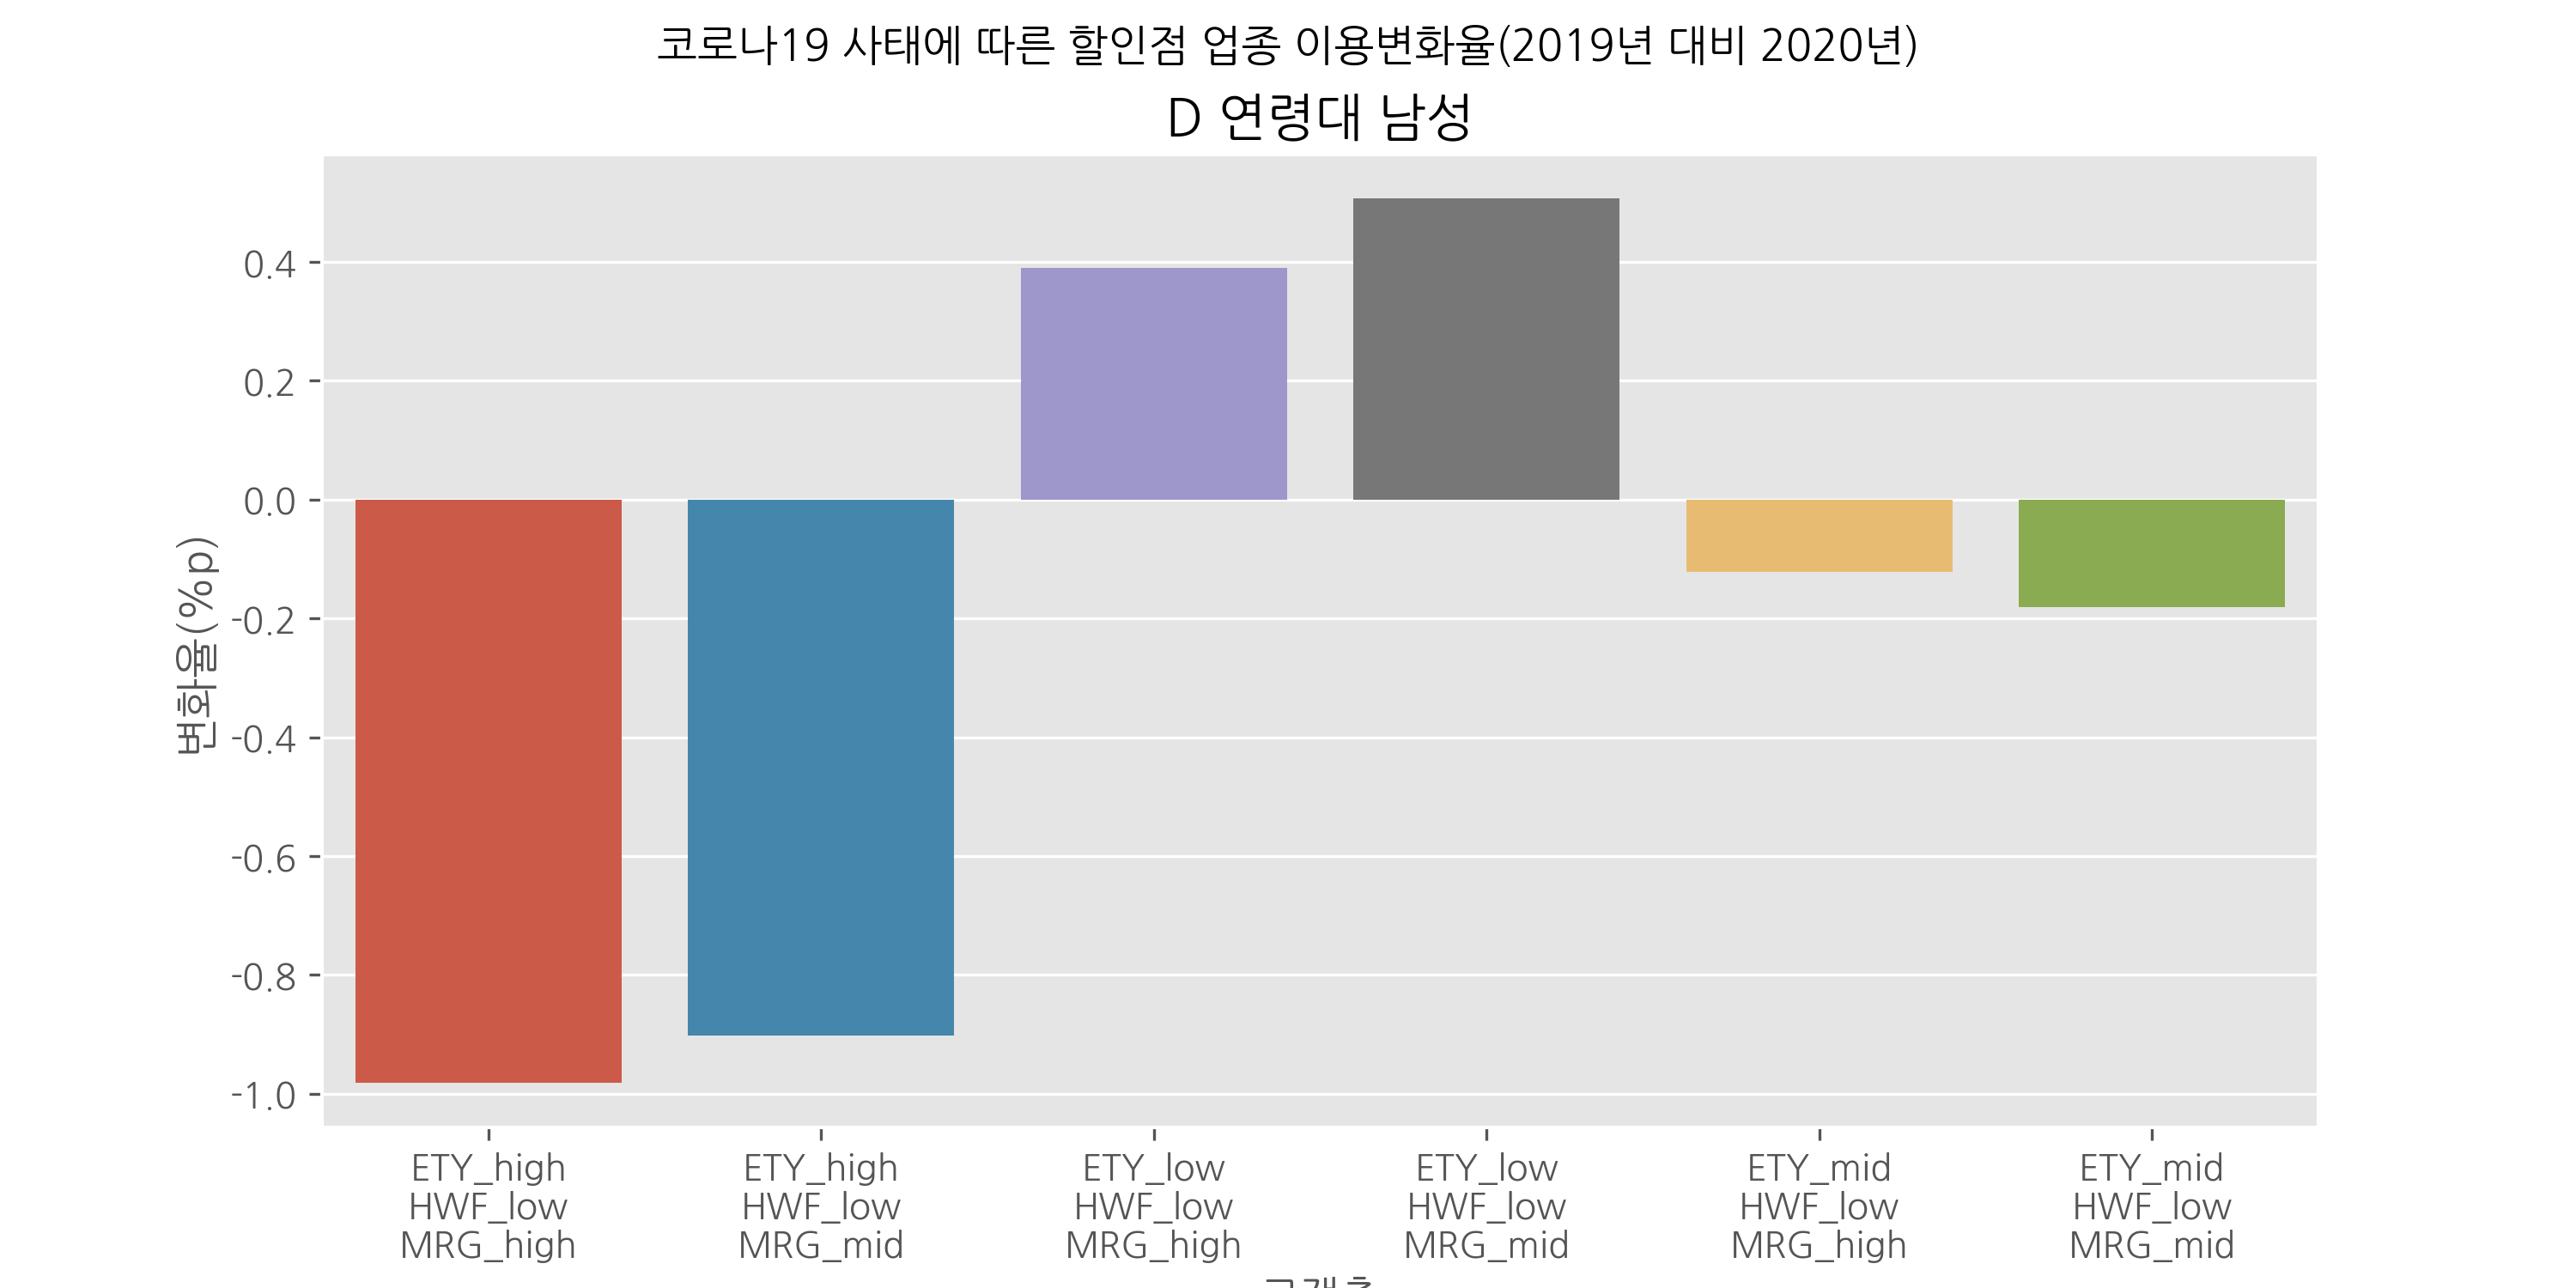 코로나19 사태에 따른 할인점 업종 이용변화율(2019년 대비 2020년)
D 연령대 남성
변화율(%p)
0.4
0.2
0.0
-0.2
-0.4
-0.6
-0.8
-1.0
ETY_high
HWF_low
MRG_high
ETY_high
HWF_low
MRG_mid
ETY_low
HWF_low
MRG_high
ETY_low
HWF_low
MRG_mid
ETY_mid
HWF_low
MRG_high
ETY_mid
HWF_low
MRG_mid